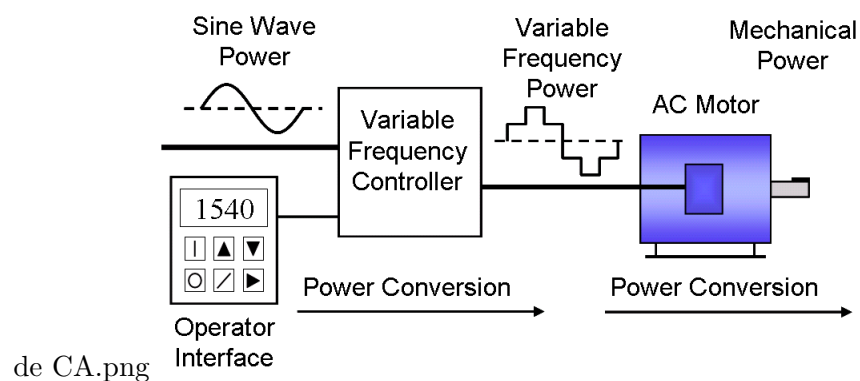 Sine Wave
Power
Variable
Frequency
Power
Mechanical
Power
AC Motor
Variable
Frequency
Controller
1540
Power Conversion
Power Conversion
Operator
Interface
de CA.png